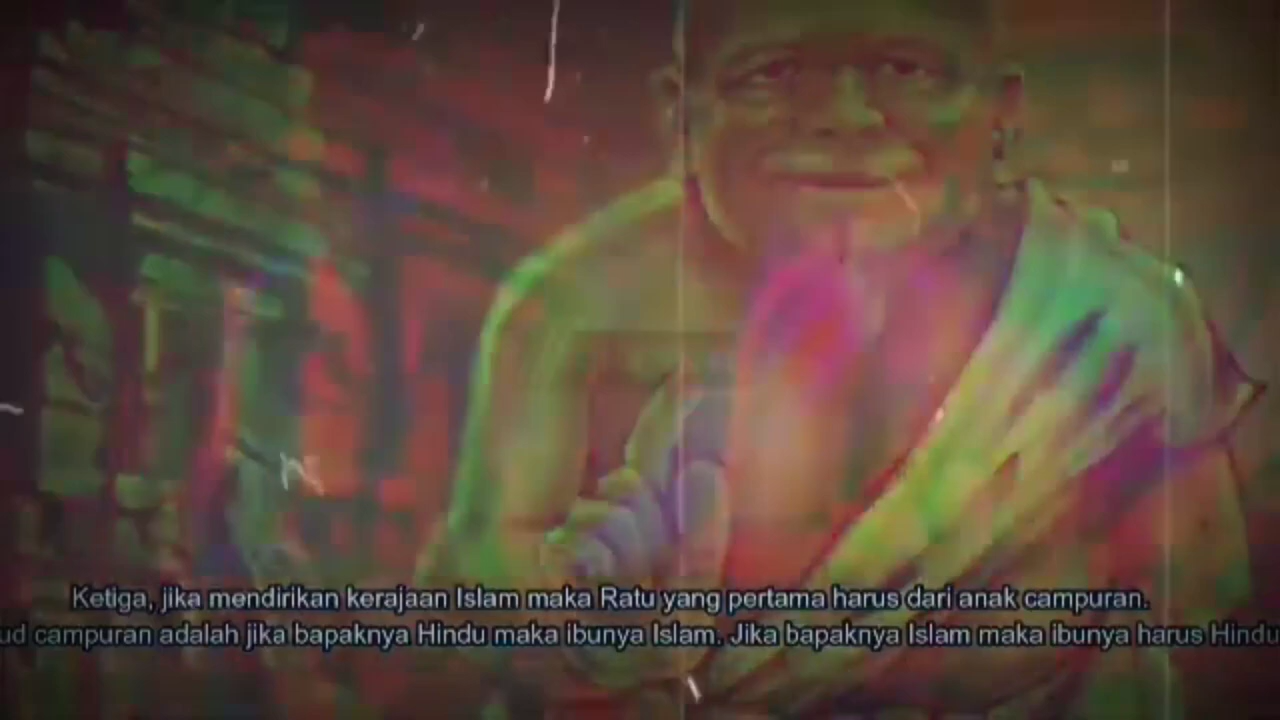 Ketiga, jika mendirikan kerajaan Islam maka Ratu yang pertama harus dari anak campuran.
ud campuran adalah jika bapaknya Hindu maka ibunya Islam. Jika bapaknya Islam maka ibunya harus Hindu